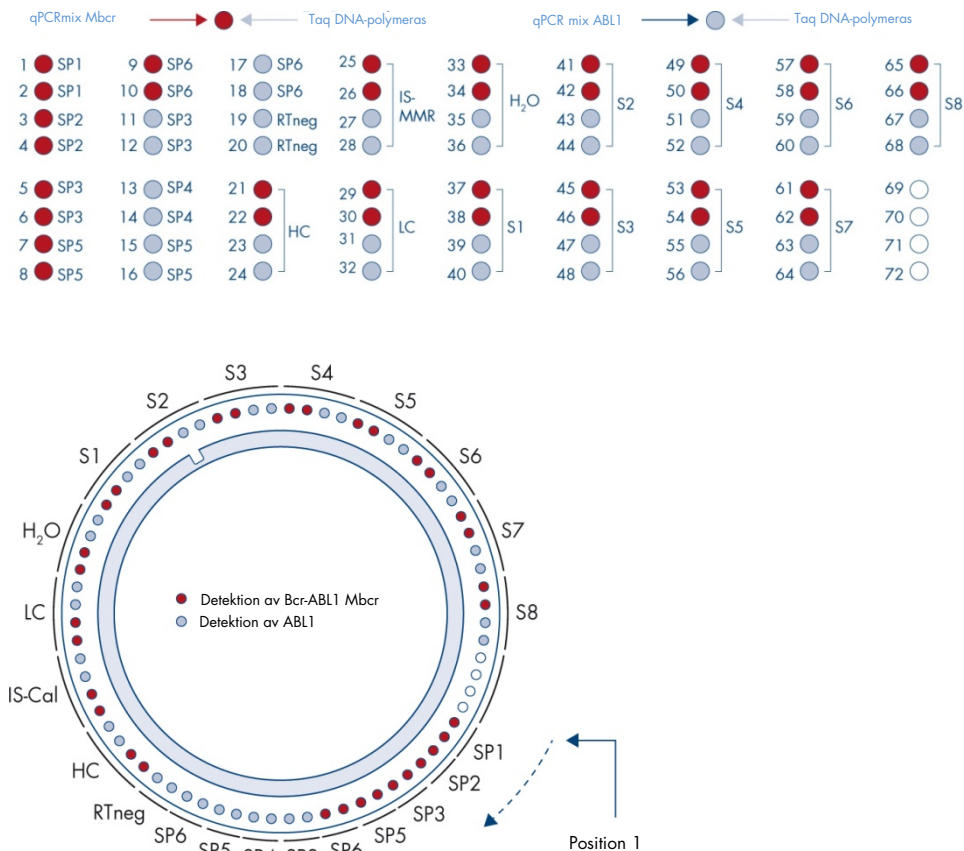 qPCRmix Mbcr Taq DNA-polymeras qPCR mix ABL1 Taq DNA-polymeras
1 SP1 9 SP6 17 SP6 25 33 41 49 57 65
2 SP1 10 SP6 18 SP6 26 IS-MMR 34 H₂O 42 S2 50 S4 58 S6 66 S8
3 SP2 11 SP3 19 RTneg 27 35 43 51 59 67
4 SP2 12 SP3 20 RTneg 28 36 44 52 60 68
5 SP3 13 SP4 21 29 37 45 53 61 69
6 SP3 14 SP4 22 HC 30 LC 38 S1 46 S3 54 S5 62 S7 70
7 SP5 15 SP5 23 31 39 47 55 63 71
8 SP5 16 SP5 24 32 40 48 56 64 72
S3 S4
S2 S5
S1 S6
H₂O S7
LC S8
Detektion av Bcr-ABL1 Mbcr
Detektion av ABL1
IS-Cal
SP1
HC SP2
RTneg SP3
SP6 SP5
SP5 SP4 SP3 SP6
Position 1